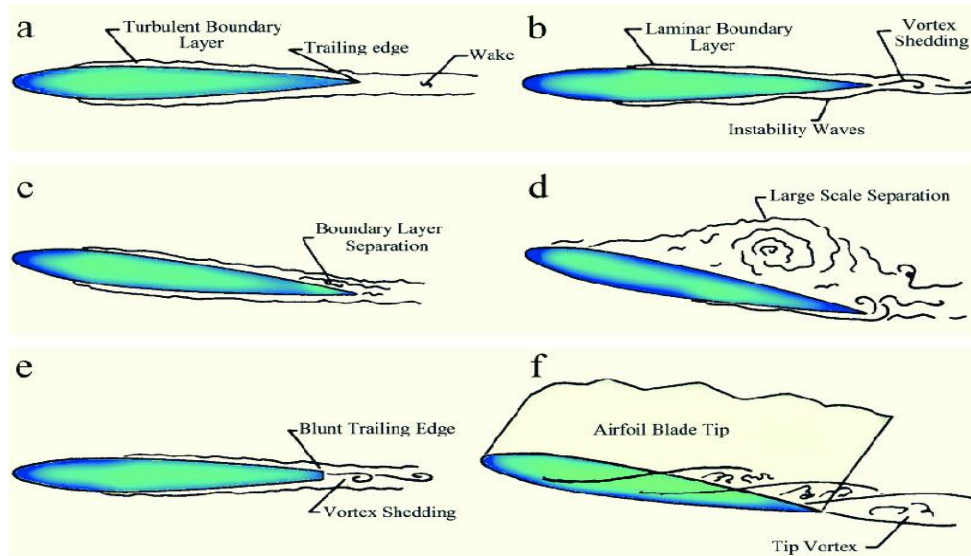 a
Turbulent Boundary
Layer
Trailing edge
Wake
b
Laminar Boundary
Layer
Vortex
Shedding
Instability Waves
c
Boundary Layer
Separation
d
Large Scale Separation
e
Blunt Trailing Edge
Vortex Shedding
f
Airfoil Blade Tip
Tip Vortex